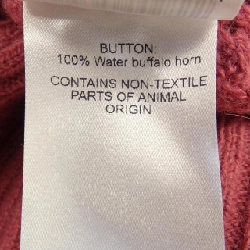 BUTTON:
100% Water buffalo horn
CONTAINS NON-TEXTILE
PARTS OF ANIMAL
ORIGIN